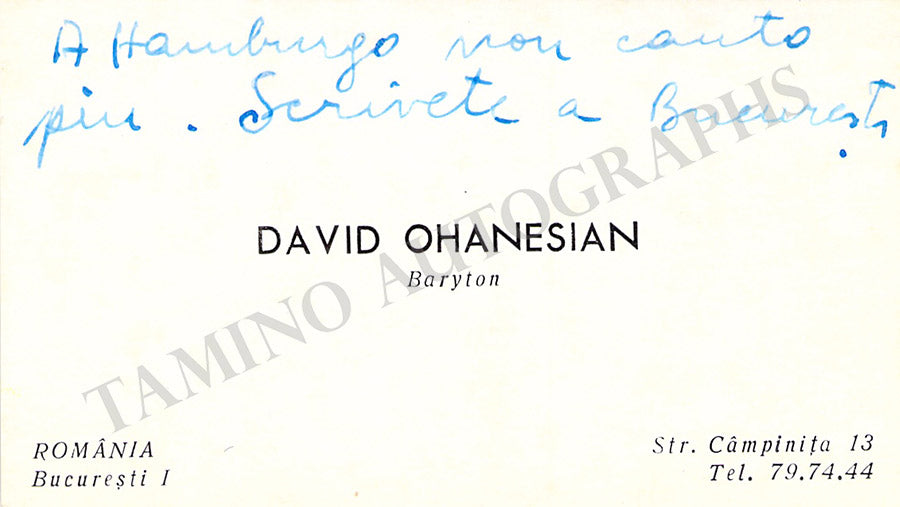 A Hamburgo non canto
piu. Scrivete a Bucureşti.
DAVID OHANESIAN
Baryton
TAMINO AUTOGRAPHS
ROMÂNIA
Bucureşti I
Str. Câmpiniţa 13
Tel. 79.74.44